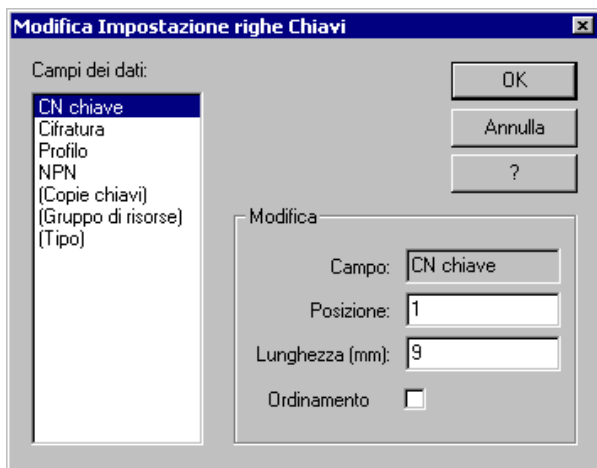 Modifica Impostazione righe Chiavi
Campi dei dati:
CN chiave
Cifratura
Profilo
NPN
(Copie chiavi)
(Gruppo di risorse)
(Tipo)
OK
Annulla
?
Modifica
Campo: CN chiave
Posizione: 1
Lunghezza (mm): 9
Ordinamento